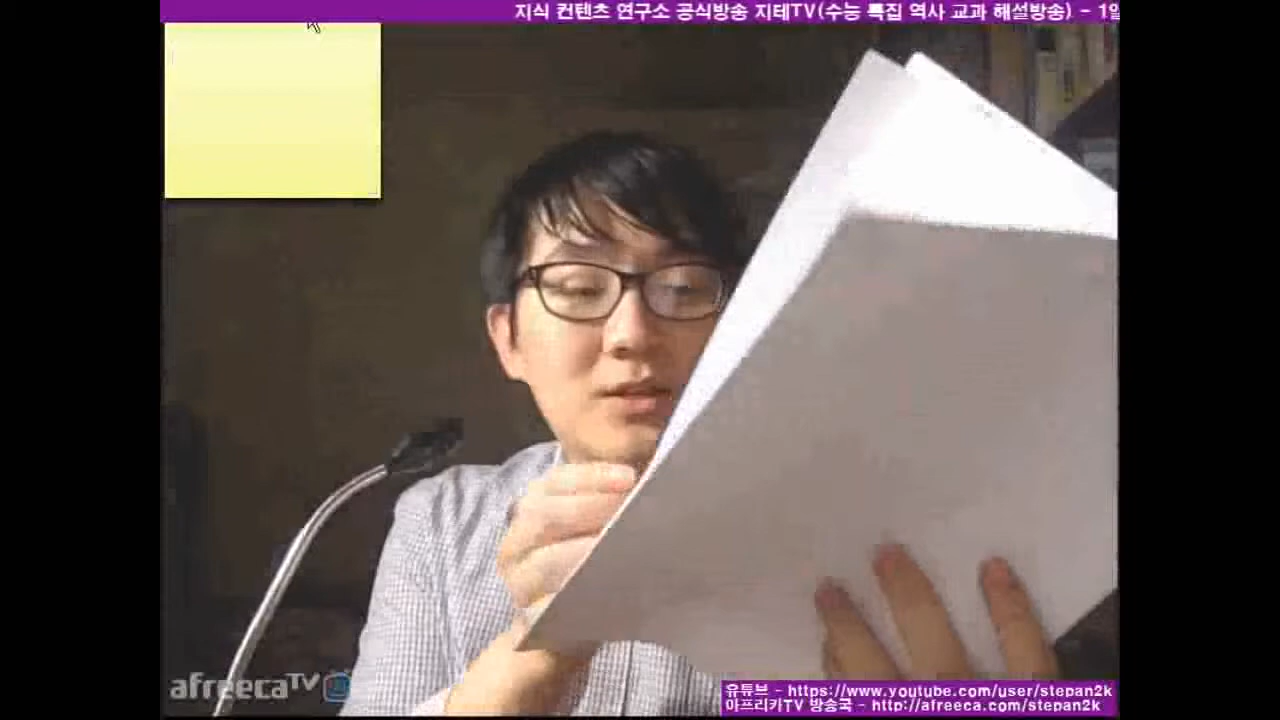 지식 컨텐츠 연구소 공식방송 지테TV(수능 특집 역사 교과 해설방송) - 1일
afreecaTV
유튜브 - https://www.youtube.com/user/stepan2k
아프리카TV 방송국 - http://afreeca.com/stepan2k